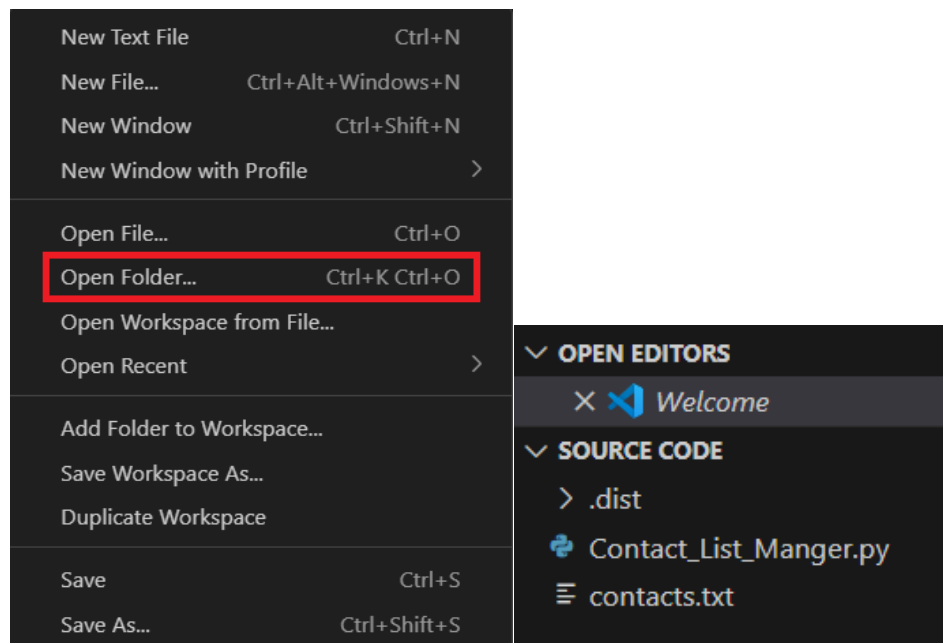 New Text File Ctrl+N
New File... Ctrl+Alt+Windows+N
New Window Ctrl+Shift+N
New Window with Profile
Open File... Ctrl+O
Open Folder... Ctrl+K Ctrl+O
Open Workspace from File...
Open Recent
Add Folder to Workspace...
Save Workspace As...
Duplicate Workspace
Save Ctrl+S
Save As... Ctrl+Shift+S
OPEN EDITORS
Welcome
SOURCE CODE
.dist
Contact_List_Manger.py
contacts.txt